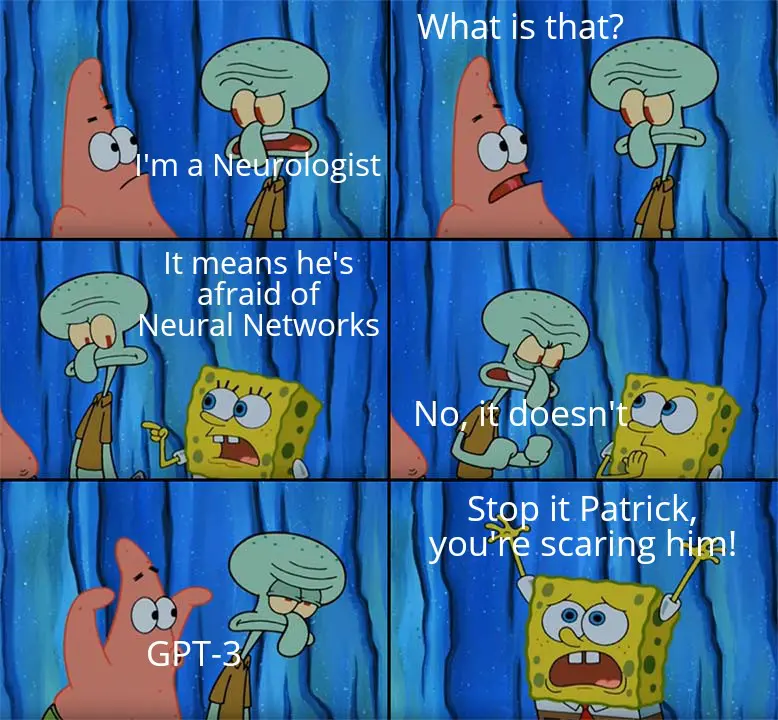 I'm a Neurologist
What is that?
It means he's
afraid of
Neural Networks
No, it doesn't
GPT-3
Stop it Patrick,
you're scaring him!